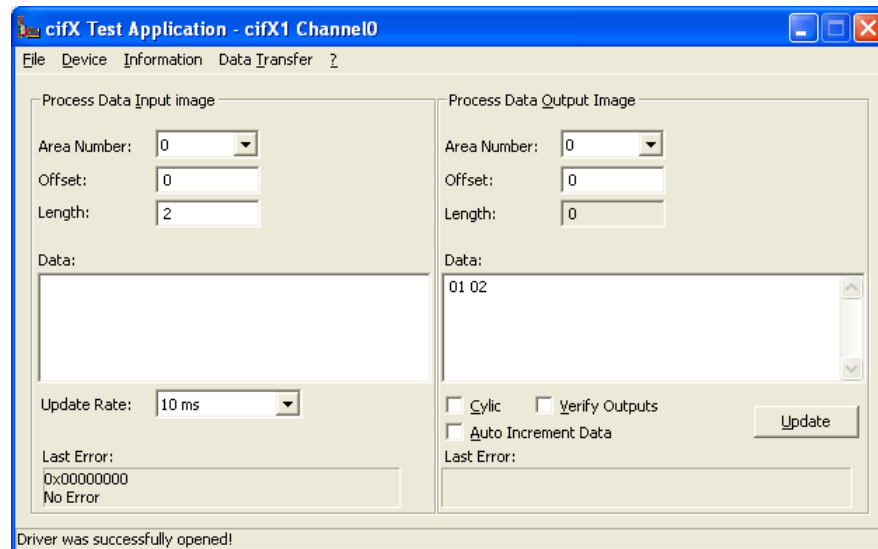 cifX Test Application - cifX1 Channel0
File Device Information Data Transfer ?
Process Data Input image
Area Number: 0
Offset: 0
Length: 2
Data:
Update Rate: 10 ms
Last Error:
0x00000000
No Error
Process Data Output Image
Area Number: 0
Offset: 0
Length: 0
Data:
01 02
Cylic Verify Outputs
Auto Increment Data
Update
Last Error:
Driver was successfully opened!